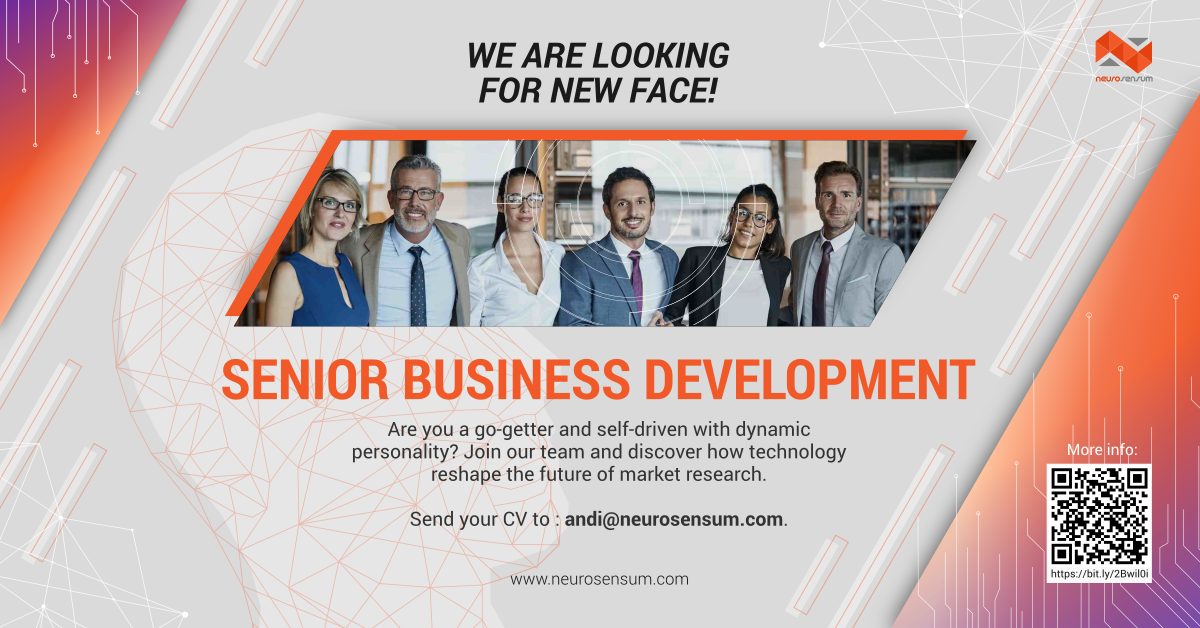 WE ARE LOOKING
FOR NEW FACE!
neurosensum
SENIOR BUSINESS DEVELOPMENT
Are you a go-getter and self-driven with dynamic
personality? Join our team and discover how technology
reshape the future of market research.
Send your CV to : andi@neurosensum.com.
www.neurosensum.com
More info:
https://bit.ly/2Bwil0i